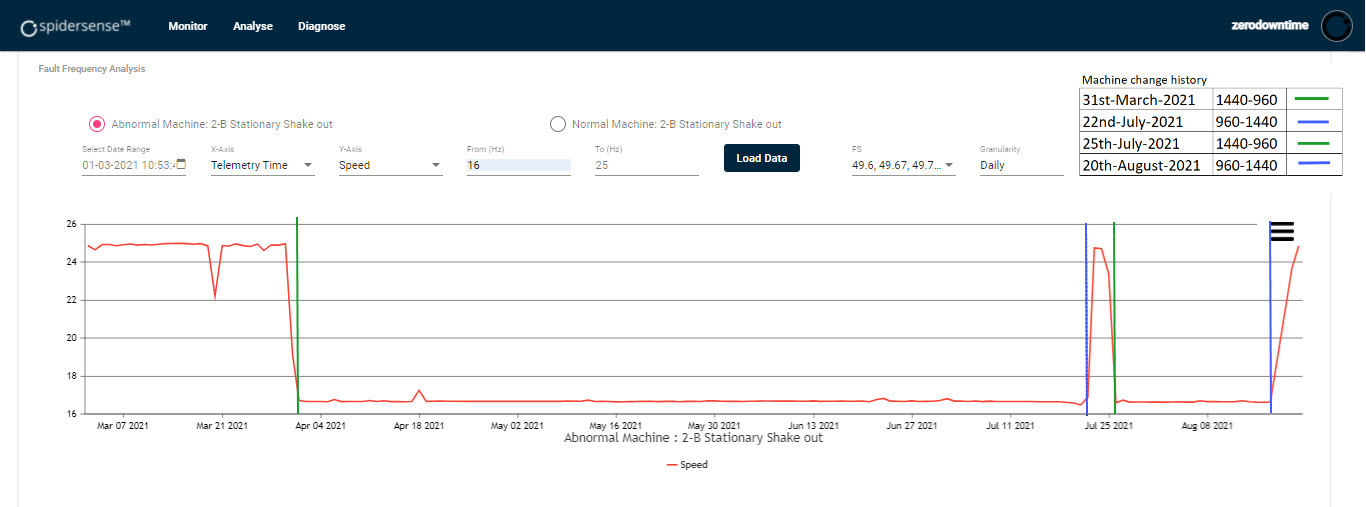 spidersense™ Monitor Analyse Diagnose zerodowntime
Fault Frequency Analysis
Machine change history
31st-March-2021 1440-960
22nd-July-2021 960-1440
25th-July-2021 1440-960
20th-August-2021 960-1440
Abnormal Machine: 2-B Stationary Shake out Normal Machine: 2-B Stationary Shake out
Select Date Range X-Axis Y-Axis From (Hz) To (Hz) FS Granularity
01-03-2021 10:53:4 Telemetry Time Speed 16 25 Load Data 49.6, 49.67, 49.7... Daily
26
24
22
20
18
16
Mar 07 2021 Mar 21 2021 Apr 04 2021 Apr 18 2021 May 02 2021 May 16 2021 May 30 2021 Jun 13 2021 Jun 27 2021 Jul 11 2021 Jul 25 2021 Aug 08 2021
Abnormal Machine : 2-B Stationary Shake out
Speed